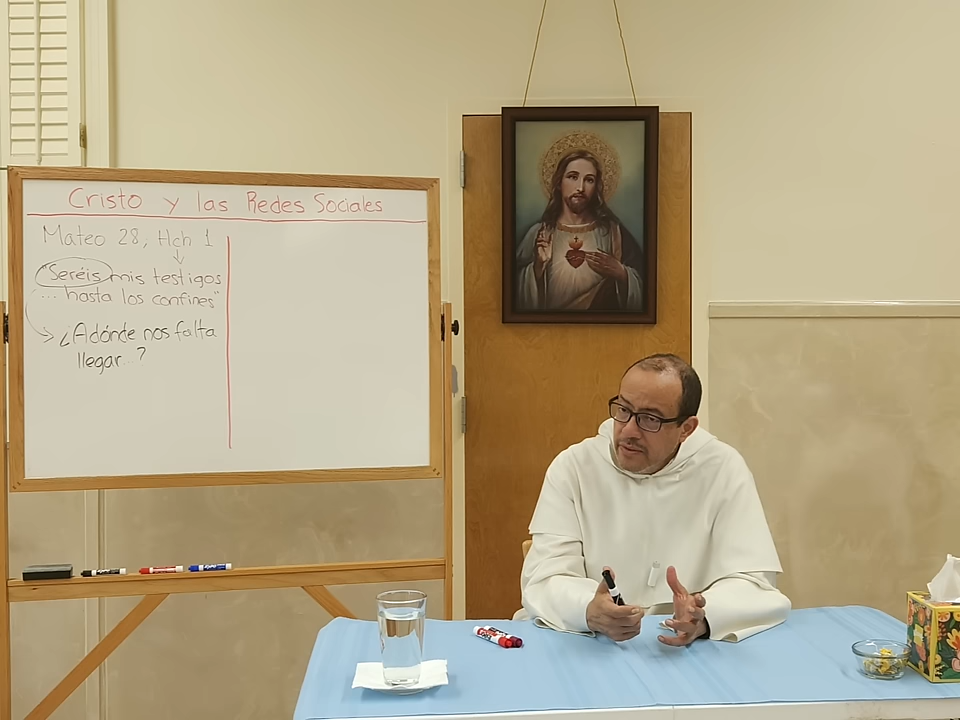 Cristo y las Redes Sociales
Mateo 28; Hch 1
"Seréis mis testigos
... hasta los confines"
¿Adónde nos falta
llegar...?